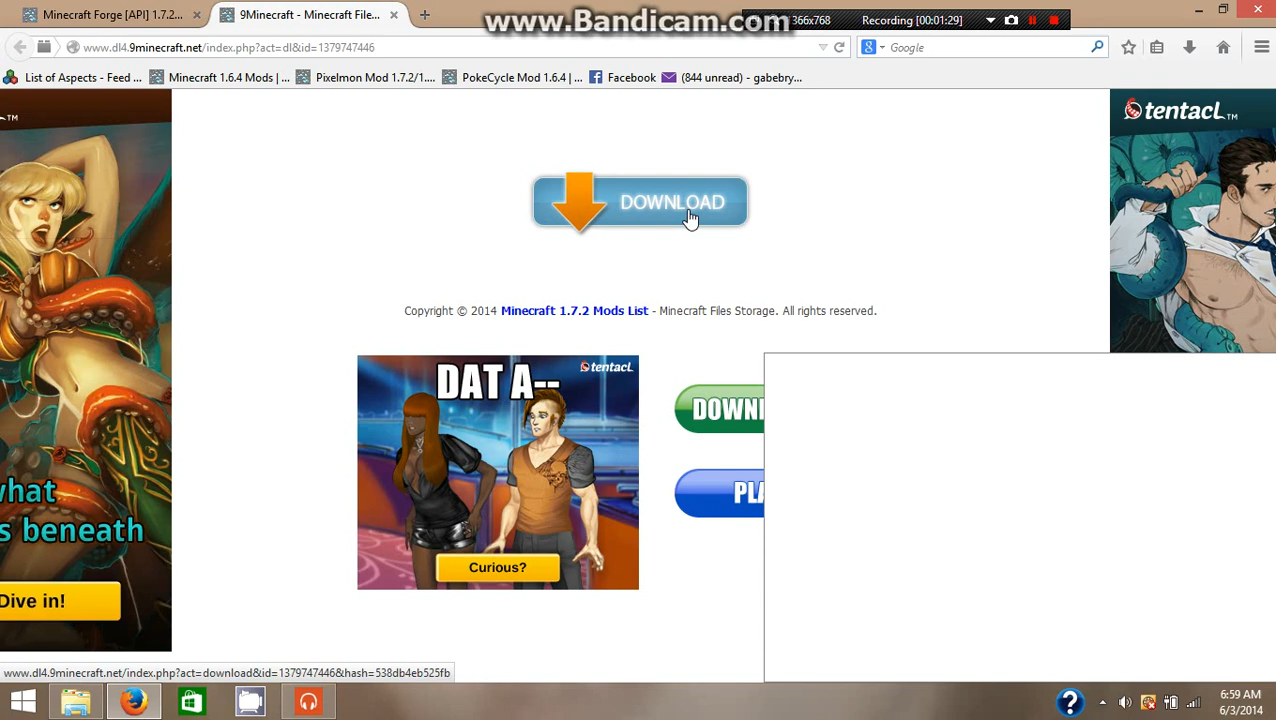 www.Bandicam.com
Minecraft Forge [API] 1.7.2...
9Minecraft - Minecraft File...
366x768
Recording [00:01:29]
www.dl4.9minecraft.net/index.php?act=dl&id=1379747446
Google
List of Aspects - Feed ...
Minecraft 1.6.4 Mods | ...
Pixelmon Mod 1.7.2/1....
PokeCycle Mod 1.6.4 | ...
Facebook
(844 unread) - gabebry...
TM
tentacl TM
DOWNLOAD
Copyright © 2014 Minecraft 1.7.2 Mods List - Minecraft Files Storage. All rights reserved.
DAT A--
tentacl
DOWN
PLA
what
s beneath
Curious?
Dive in!
www.dl4.9minecraft.net/index.php?act=download&id=1379747446&hash=538db4eb525fb
6:59 AM
6/3/2014